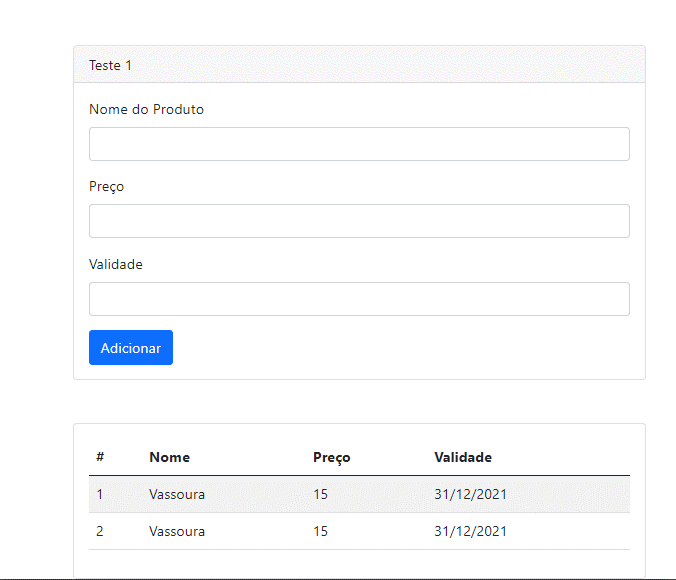 Teste 1
Nome do Produto
Preço
Validade
Adicionar
# Nome Preço Validade
1 Vassoura 15 31/12/2021
2 Vassoura 15 31/12/2021